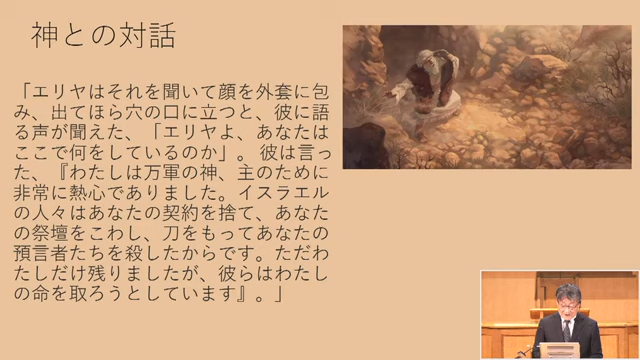 神との対話
「エリヤはそれを聞いて顔を外套に包
み、出てほら穴の口に立つと、彼に語
る声が聞えた、「エリヤよ、あなたは
ここで何をしているのか」。彼は言っ
た、『わたしは万軍の神、主のために
非常に熱心でありました。イスラエル
の人々はあなたの契約を捨て、あなた
の祭壇をこわし、刀をもってあなたの
預言者たちを殺したからです。ただわ
たしだけ残りましたが、彼らはわたし
の命を取ろうとしています』。」